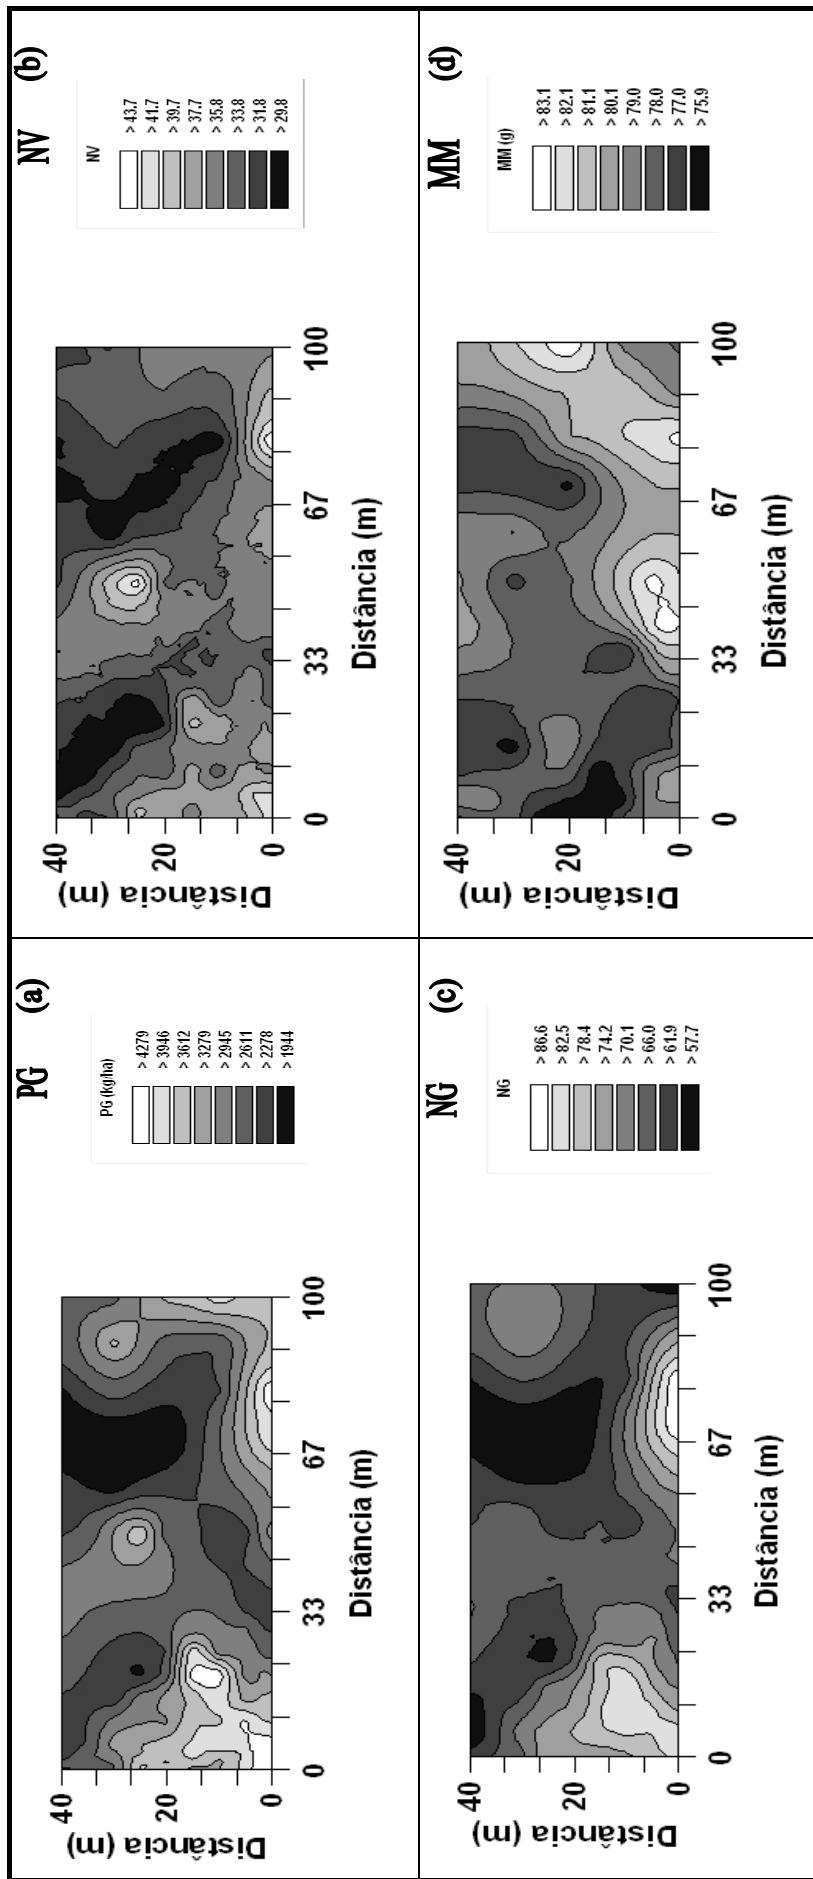 PG (a)
PG (kg/ha)
> 4279
> 3946
> 3612
> 3279
> 2945
> 2611
> 2278
> 1944
40
20
0
Distância (m)
0 33 67 100
Distância (m)
NV (b)
NV
> 43.7
> 41.7
> 39.7
> 37.7
> 35.8
> 33.8
> 31.8
> 29.8
40
20
0
Distância (m)
0 33 67 100
Distância (m)
NG (c)
NG
> 86.6
> 82.5
> 78.4
> 74.2
> 70.1
> 66.0
> 61.9
> 57.7
40
20
0
Distância (m)
0 33 67 100
Distância (m)
MM (d)
MM (g)
> 83.1
> 82.1
> 81.1
> 80.1
> 79.0
> 78.0
> 77.0
> 75.9
40
20
0
Distância (m)
0 33 67 100
Distância (m)